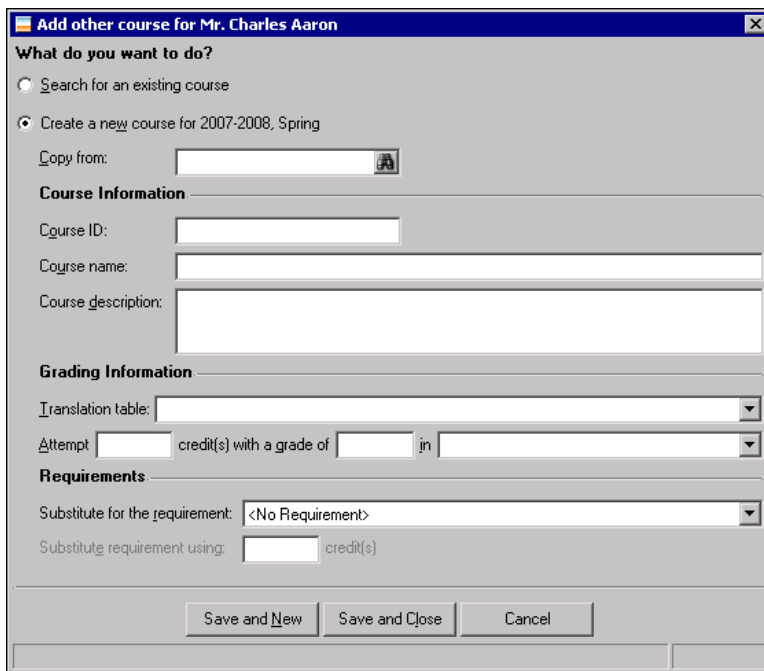 Add other course for Mr. Charles Aaron
What do you want to do?
Search for an existing course
Create a new course for 2007-2008, Spring
Copy from:
Course Information
Course ID:
Course name:
Course description:
Grading Information
Translation table:
Attempt credit(s) with a grade of in
Requirements
Substitute for the requirement: <No Requirement>
Substitute requirement using: credit(s)
Save and New Save and Close Cancel